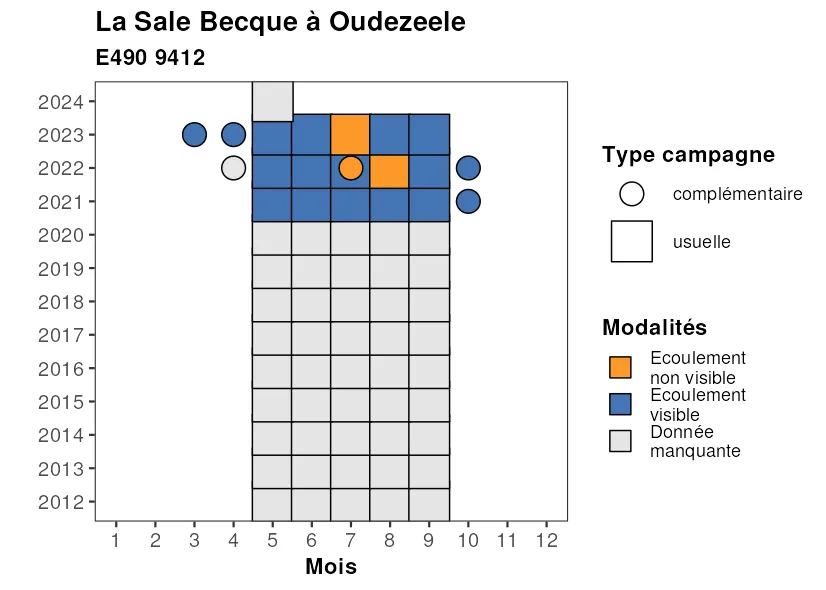 La Sale Becque à Oudezeele
E490 9412
2024
2023
2022
2021
2020
2019
2018
2017
2016
2015
2014
2013
2012
1 2 3 4 5 6 7 8 9 10 11 12
Mois
Type campagne
complémentaire
usuelle
Modalités
Ecoulement
non visible
Ecoulement
visible
Donnée
manquante